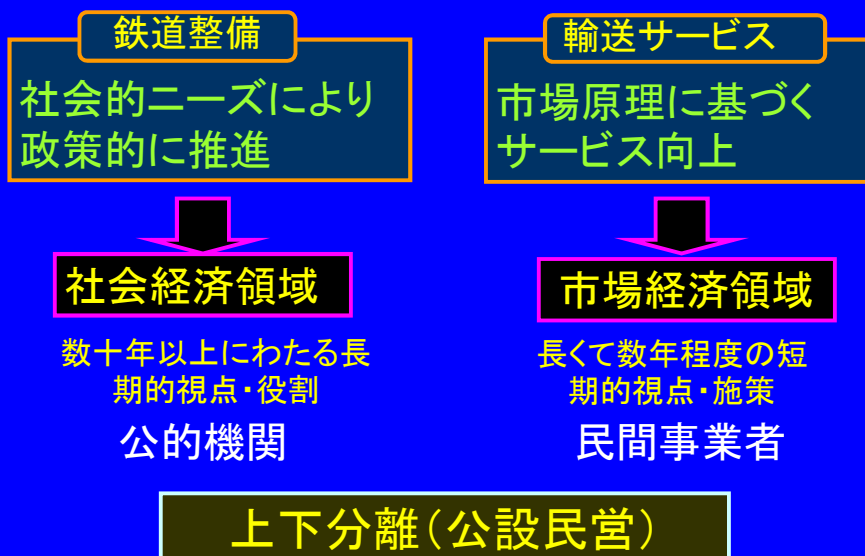 鉄道整備
社会的ニーズにより
政策的に推進
社会経済領域
数十年以上にわたる長
期的視点・役割
公的機関
輸送サービス
市場原理に基づく
サービス向上
市場経済領域
長くて数年程度の短
期的視点・施策
民間事業者
上下分離(公設民営)